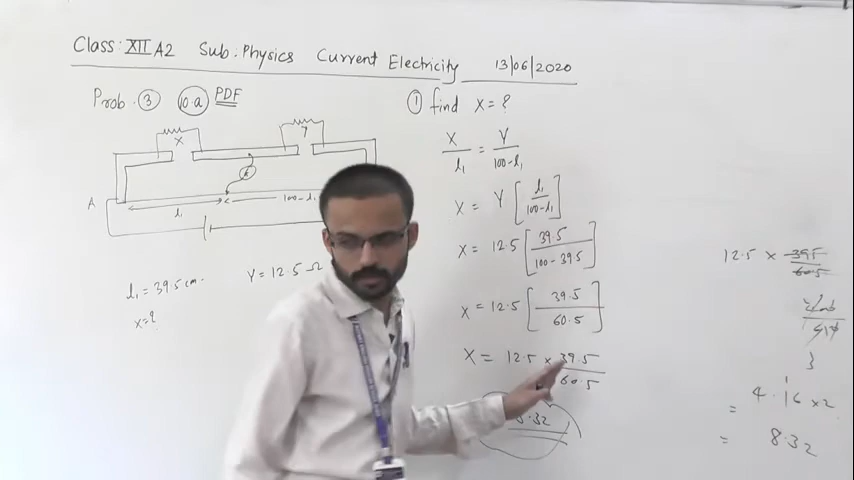 Class: XII A2 Sub: Physics Current Electricity 13/06/2020
Prob. 3 10.a PDF
X Y
G
A l1 100-l1
l1 = 39.5 cm. Y = 12.5 Ω
x = ?
① find X = ?
X/l1 = Y/100-l1
X = Y [l1/100-l1]
X = 12.5 [39.5/100-39.5]
X = 12.5 [39.5/60.5]
X = 12.5 × 39.5/60.5
8.32
12.5 × 39.5/60.5
= 4.16 ×2
= 8.32